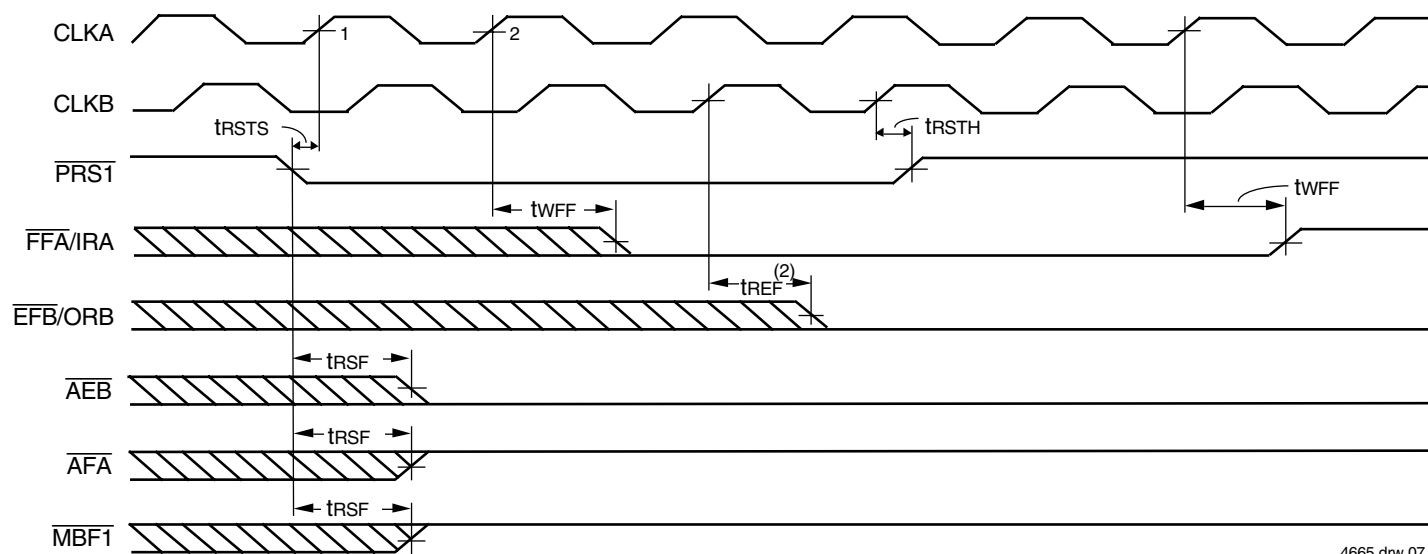 CLKA
1
2
CLKB
tRSTS
tRSTH
PRS1
tWFF
tWFF
FFA/IRA
tREF(2)
EFB/ORB
tRSF
AEB
tRSF
AFA
tRSF
MBF1
4665 drw 07